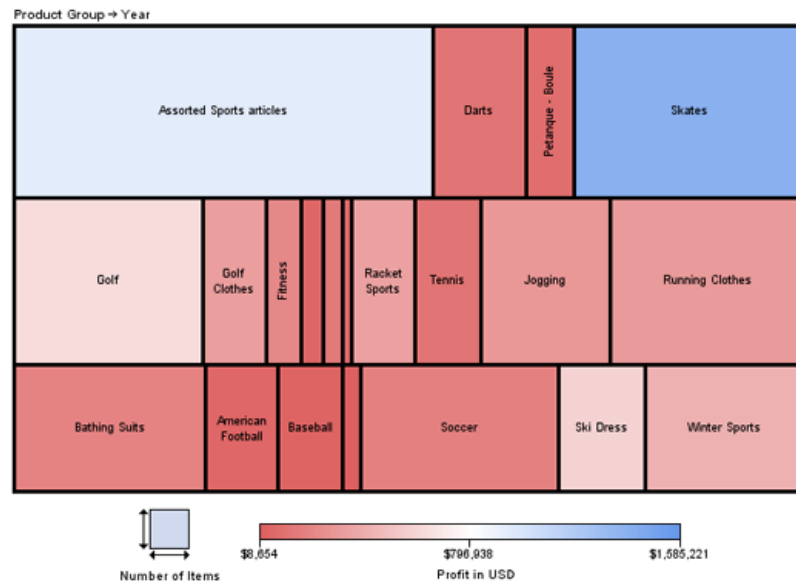 Product Group → Year
Assorted Sports articles
Darts
Petanque - Boule
Skates
Golf
Golf
Clothes
Fitness
Racket
Sports
Tennis
Jogging
Running Clothes
Bathing Suits
American
Football
Baseball
Soccer
Ski Dress
Winter Sports
$8,654
$796,938
$1,585,221
Number of Items
Profit in USD